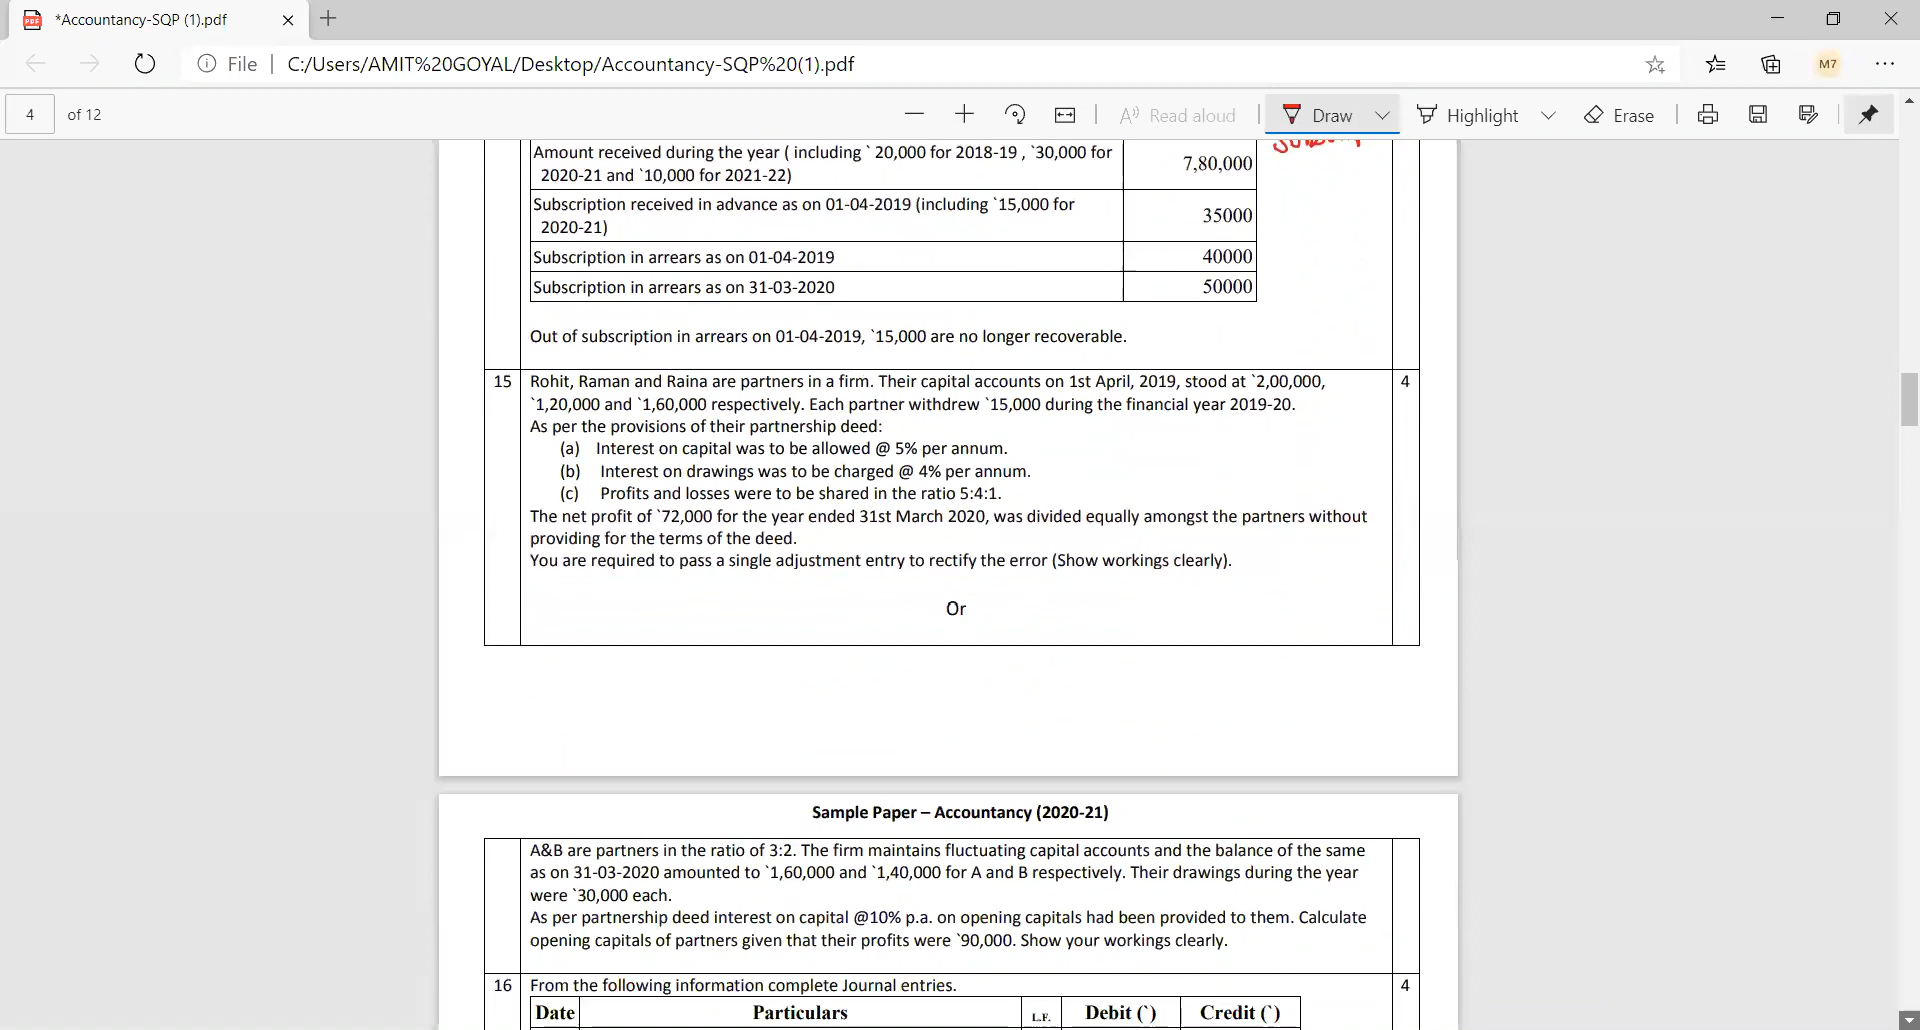 *Accountancy-SQP (1).pdf
File | C:/Users/AMIT%20GOYAL/Desktop/Accountancy-SQP%20(1).pdf
M7
4 of 12
Read aloud
Draw
Highlight
Erase
Amount received during the year ( including ` 20,000 for 2018-19 , `30,000 for
2020-21 and `10,000 for 2021-22)
7,80,000
Subscription received in advance as on 01-04-2019 (including `15,000 for
2020-21)
35000
Subscription in arrears as on 01-04-2019 40000
Subscription in arrears as on 31-03-2020 50000
Out of subscription in arrears on 01-04-2019, `15,000 are no longer recoverable.
15 Rohit, Raman and Raina are partners in a firm. Their capital accounts on 1st April, 2019, stood at `2,00,000, 4
`1,20,000 and `1,60,000 respectively. Each partner withdrew `15,000 during the financial year 2019-20.
As per the provisions of their partnership deed:
(a) Interest on capital was to be allowed @ 5% per annum.
(b) Interest on drawings was to be charged @ 4% per annum.
(c) Profits and losses were to be shared in the ratio 5:4:1.
The net profit of `72,000 for the year ended 31st March 2020, was divided equally amongst the partners without
providing for the terms of the deed.
You are required to pass a single adjustment entry to rectify the error (Show workings clearly).
Or
Sample Paper – Accountancy (2020-21)
A&B are partners in the ratio of 3:2. The firm maintains fluctuating capital accounts and the balance of the same
as on 31-03-2020 amounted to `1,60,000 and `1,40,000 for A and B respectively. Their drawings during the year
were `30,000 each.
As per partnership deed interest on capital @10% p.a. on opening capitals had been provided to them. Calculate
opening capitals of partners given that their profits were `90,000. Show your workings clearly.
16 From the following information complete Journal entries. 4
Date Particulars L.F. Debit (`) Credit (`)